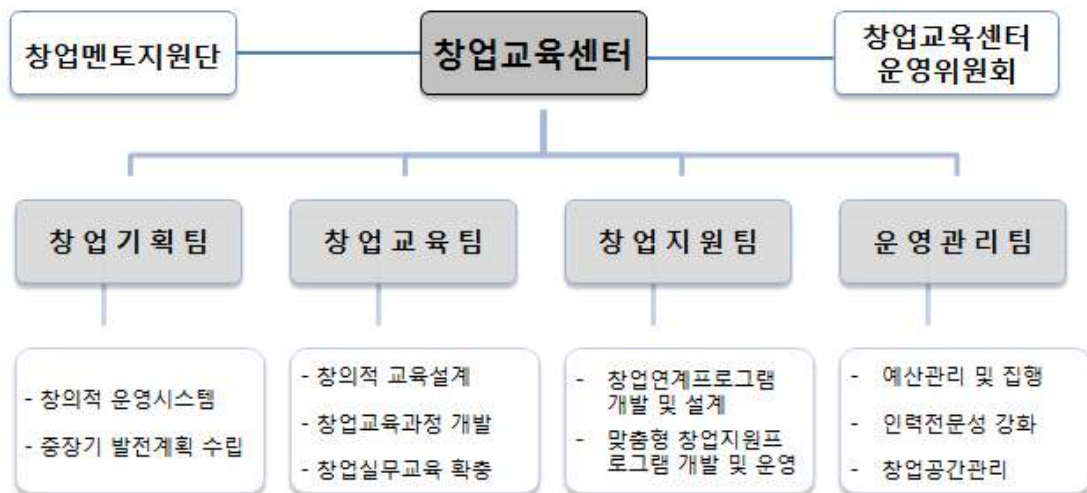 창업멘토지원단
창업교육센터
창업교육센터
운영위원회
창 업 기 획 팀
창 업 교 육 팀
창 업 지 원 팀
운 영 관 리 팀
- 창의적 운영시스템
- 중장기 발전계획 수립
- 창의적 교육설계
- 창업교육과정 개발
- 창업실무교육 확충
- 창업연계프로그램
개발 및 설계
- 맞춤형 창업지원프
로그램 개발 및 운영
- 예산관리 및 집행
- 인력전문성 강화
- 창업공간관리